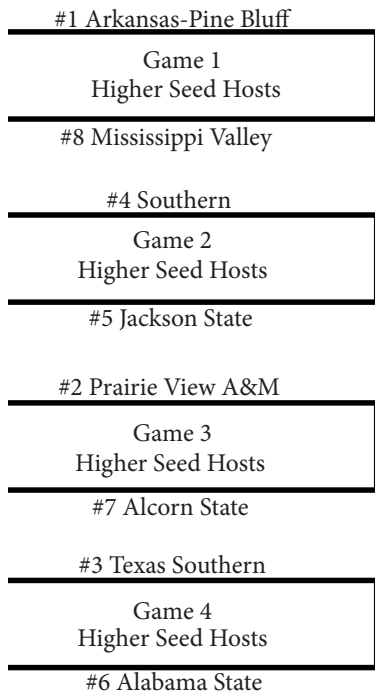 #1 Arkansas-Pine Bluff
Game 1
Higher Seed Hosts
#8 Mississippi Valley
#4 Southern
Game 2
Higher Seed Hosts
#5 Jackson State
#2 Prairie View A&M
Game 3
Higher Seed Hosts
#7 Alcorn State
#3 Texas Southern
Game 4
Higher Seed Hosts
#6 Alabama State